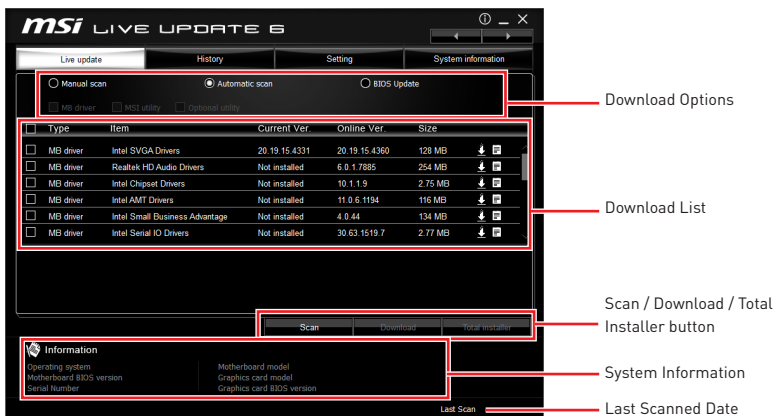 msi LIVE UPDATE 6
Live update History Setting System information
Manual scan Automatic scan BIOS Update
MB driver MSI utility Optional utility
Type Item Current Ver. Online Ver. Size
MB driver Intel SVGA Drivers 20.19.15.4331 20.19.15.4360 128 MB
MB driver Realtek HD Audio Drivers Not installed 6.0.1.7885 254 MB
MB driver Intel Chipset Drivers Not installed 10.1.1.9 2.75 MB
MB driver Intel AMT Drivers Not installed 11.0.6.1194 116 MB
MB driver Intel Small Business Advantage Not installed 4.0.44 134 MB
MB driver Intel Serial IO Drivers Not installed 30.63.1519.7 2.77 MB
Scan Download Total Installer
Information
Operating system Motherboard model
Motherboard BIOS version Graphics card model
Serial Number Graphics card BIOS version
Last Scan
Download Options
Download List
Scan / Download / Total
Installer button
System Information
Last Scanned Date